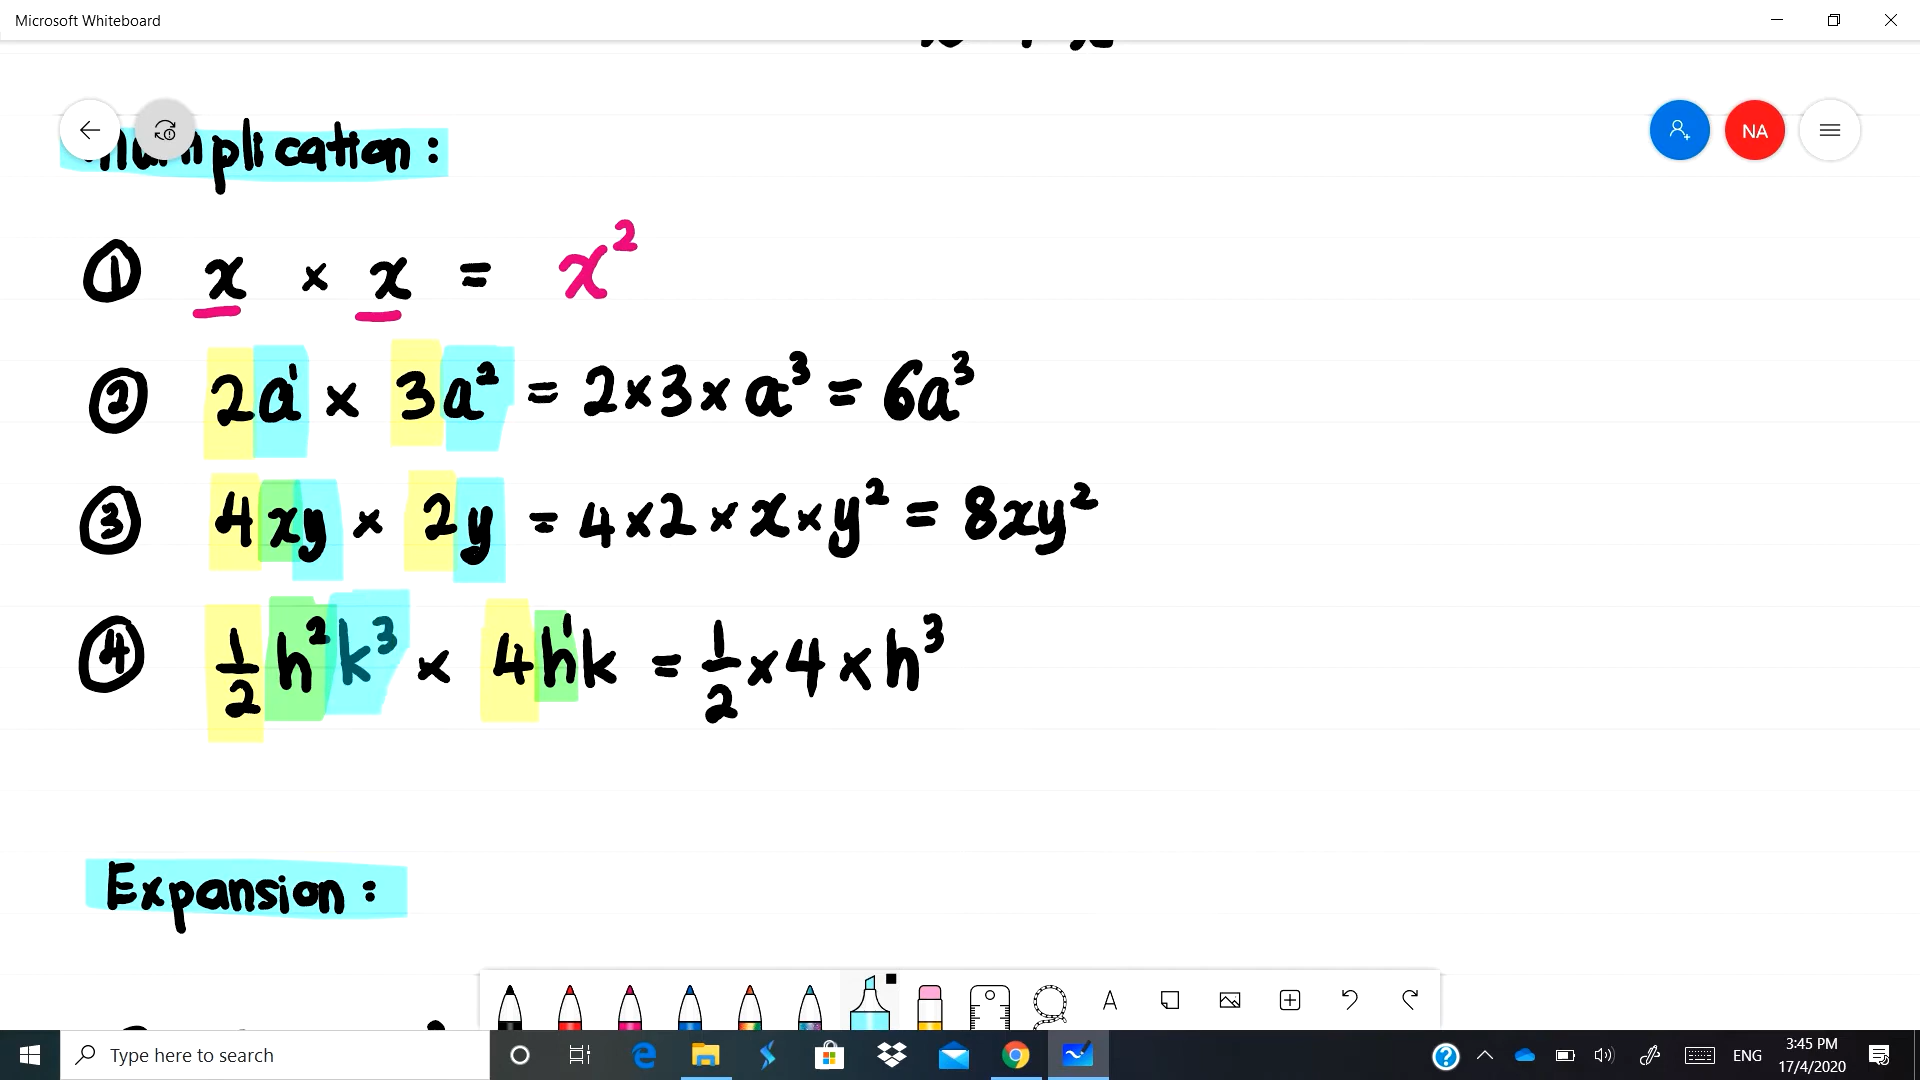 Microsoft Whiteboard
NA
① x × x = x²
② 2a¹ × 3a² = 2×3×a³ = 6a³
③ 4xy × 2y = 4×2×x×y² = 8xy²
④ ½h²k³ × 4h¹k = ½×4×h³
Expansion:
Type here to search
ENG
3:45 PM
17/4/2020